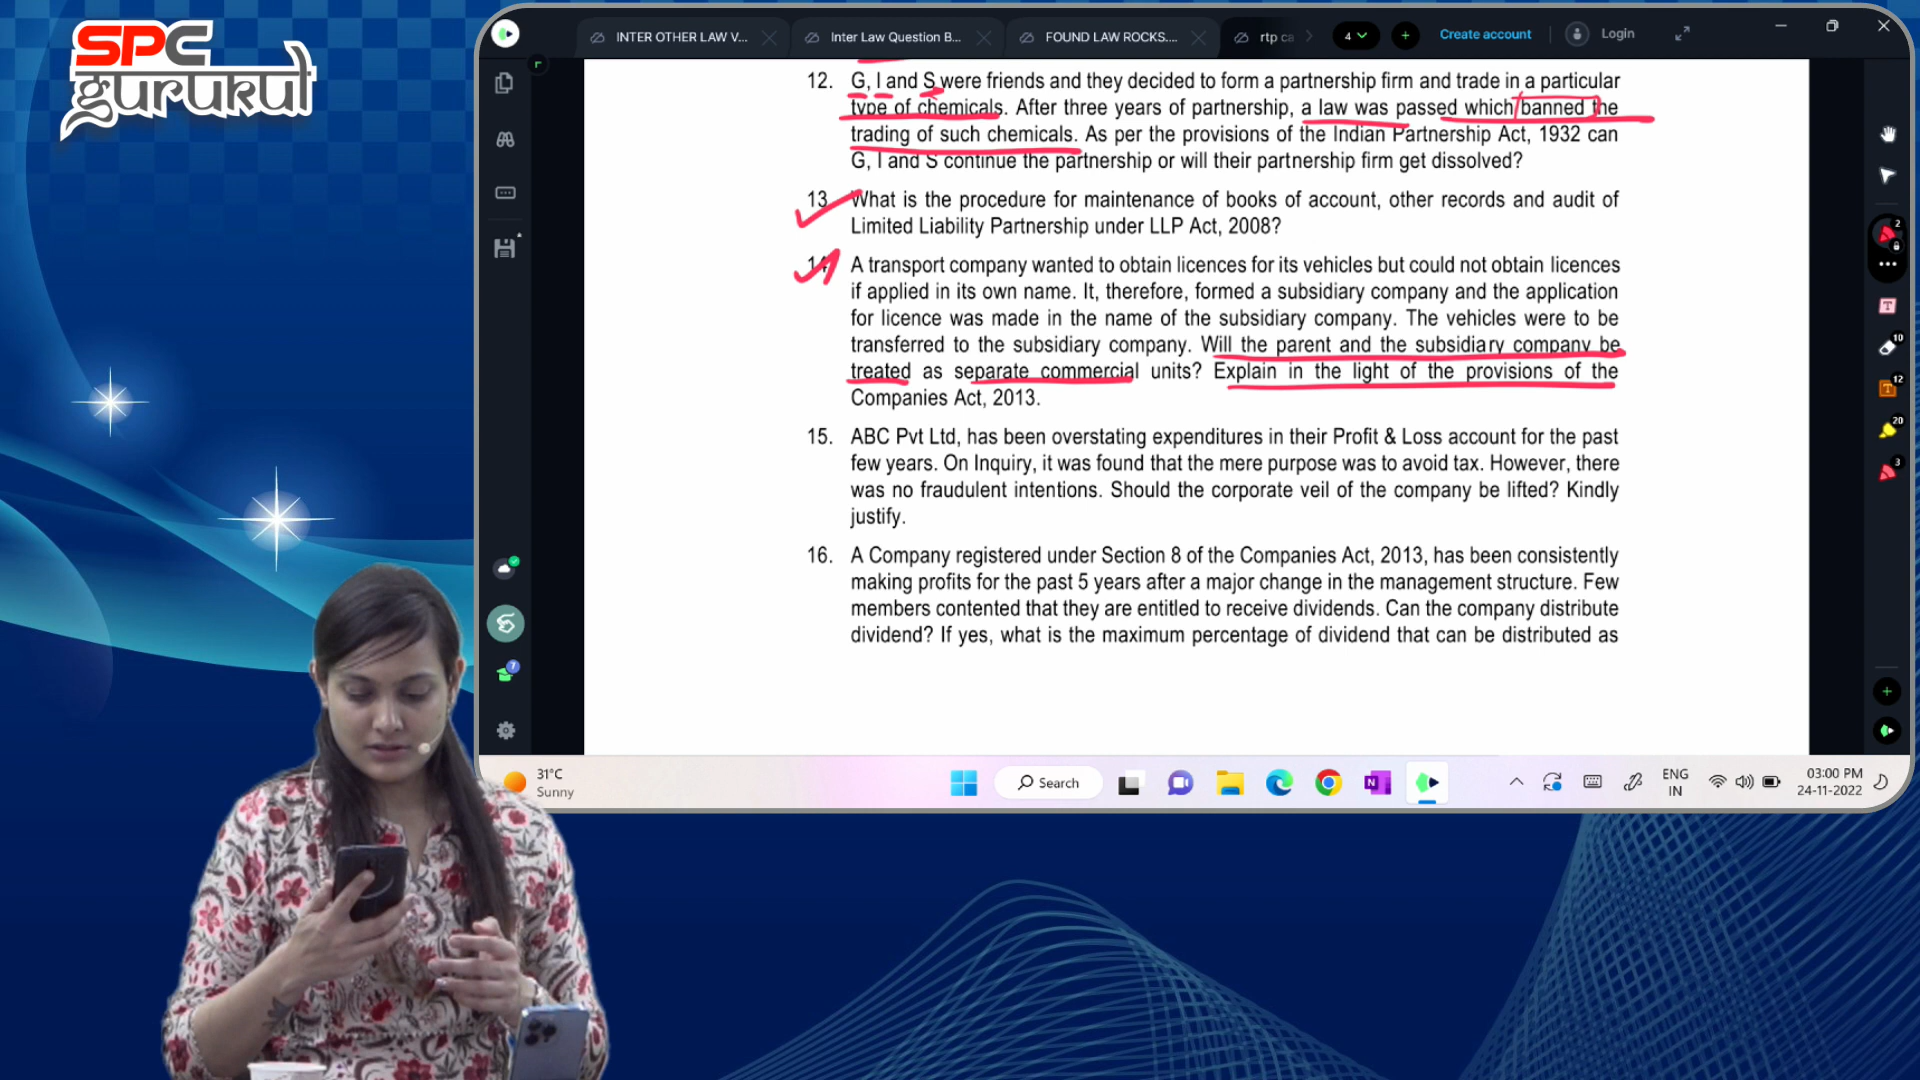 SPC
gurukul
INTER OTHER LAW V...
Inter Law Question B...
FOUND LAW ROCKS....
rtp ca
4
Create account
Login
12. G, I and S were friends and they decided to form a partnership firm and trade in a particular
type of chemicals. After three years of partnership, a law was passed which banned the
trading of such chemicals. As per the provisions of the Indian Partnership Act, 1932 can
G, I and S continue the partnership or will their partnership firm get dissolved?
13. What is the procedure for maintenance of books of account, other records and audit of
Limited Liability Partnership under LLP Act, 2008?
14. A transport company wanted to obtain licences for its vehicles but could not obtain licences
if applied in its own name. It, therefore, formed a subsidiary company and the application
for licence was made in the name of the subsidiary company. The vehicles were to be
transferred to the subsidiary company. Will the parent and the subsidiary company be
treated as separate commercial units? Explain in the light of the provisions of the
Companies Act, 2013.
15. ABC Pvt Ltd, has been overstating expenditures in their Profit & Loss account for the past
few years. On Inquiry, it was found that the mere purpose was to avoid tax. However, there
was no fraudulent intentions. Should the corporate veil of the company be lifted? Kindly
justify.
16. A Company registered under Section 8 of the Companies Act, 2013, has been consistently
making profits for the past 5 years after a major change in the management structure. Few
members contented that they are entitled to receive dividends. Can the company distribute
dividend? If yes, what is the maximum percentage of dividend that can be distributed as
2
10
12
20
3
7
31°C
Sunny
Search
ENG
IN
03:00 PM
24-11-2022